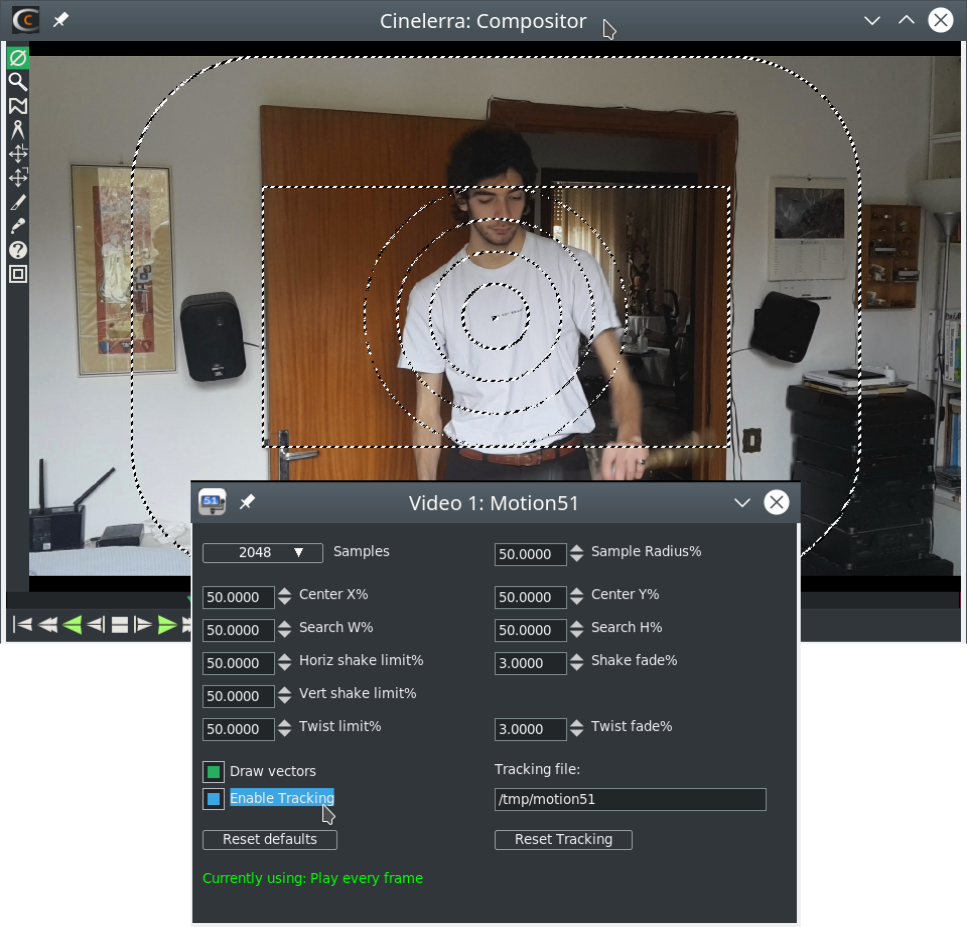 Cinelerra: Compositor
Video 1: Motion51
2048 Samples 50.0000 Sample Radius%
50.0000 Center X% 50.0000 Center Y%
50.0000 Search W% 50.0000 Search H%
50.0000 Horiz shake limit% 3.0000 Shake fade%
50.0000 Vert shake limit%
50.0000 Twist limit% 3.0000 Twist fade%
Draw vectors Tracking file:
Enable Tracking /tmp/motion51
Reset defaults Reset Tracking
Currently using: Play every frame